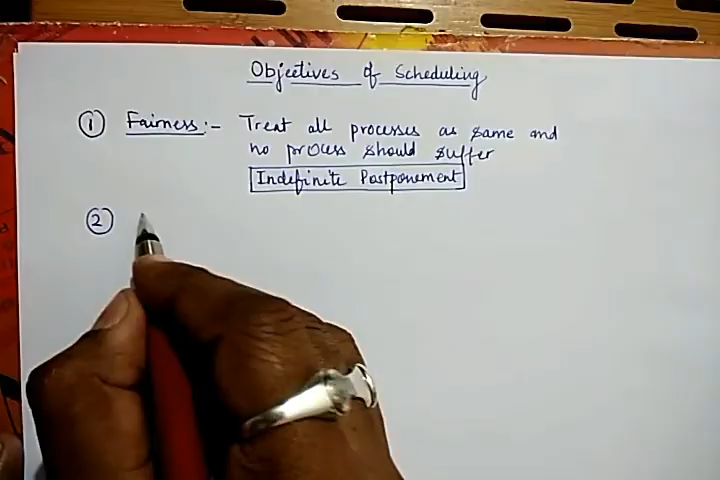 Objectives of Scheduling
① Fairness:- Treat all processes as same and
no process should suffer
Indefinite Postponement
②